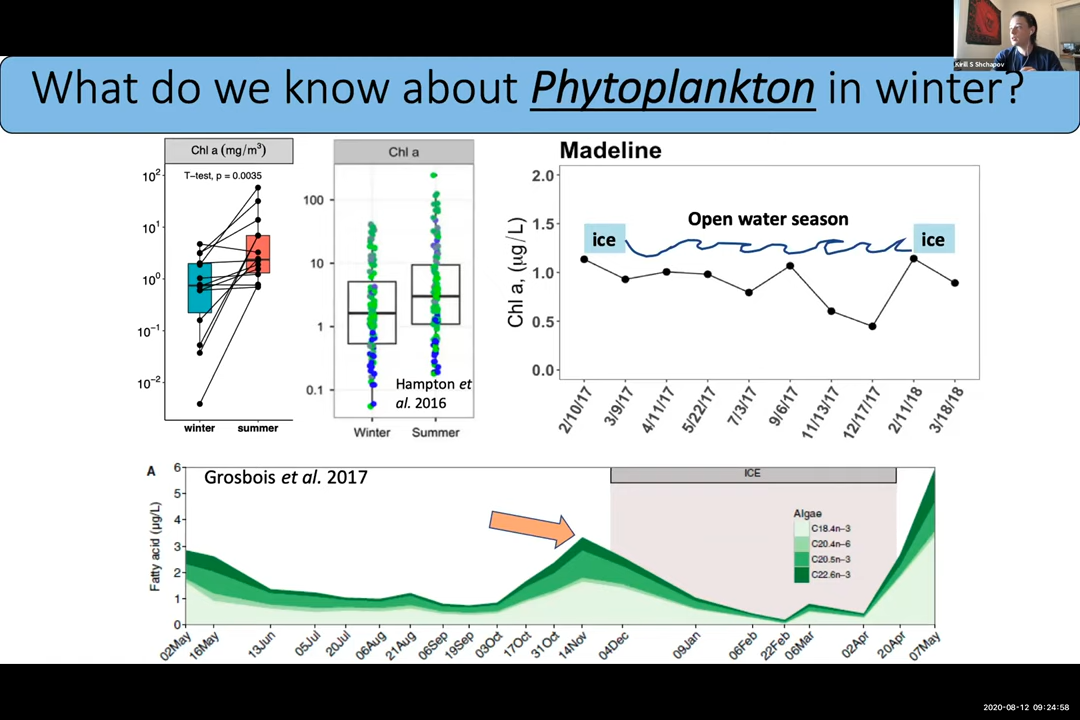 Kirill S Shchapov
What do we know about Phytoplankton in winter?
Chl a (mg/m³)
T-test, p = 0.0035
10²
10¹
10⁰
10⁻¹
10⁻²
winter summer
Chl a
100
10
1
0.1
Hampton et
al. 2016
Winter Summer
Madeline
Chl a, (µg/L)
2.0
1.5
1.0
0.5
0.0
Open water season
ice ice
2/10/17 3/9/17 4/11/17 5/22/17 7/3/17 9/6/17 11/13/17 12/17/17 2/11/18 3/18/18
A
Grosbois et al. 2017
ICE
Fatty acid (µg/L)
6
5
4
3
2
1
0
Algae
C18.4n–3
C20.4n–6
C20.5n–3
C22.6n–3
02May 16May 13Jun 05Jul 20Jul 06Aug 21Aug 06Sep 19Sep 03Oct 17Oct 31Oct 14Nov 04Dec 09Jan 06Feb 22Feb 06Mar 02Apr 20Apr 07May
2020-08-12 09:24:58